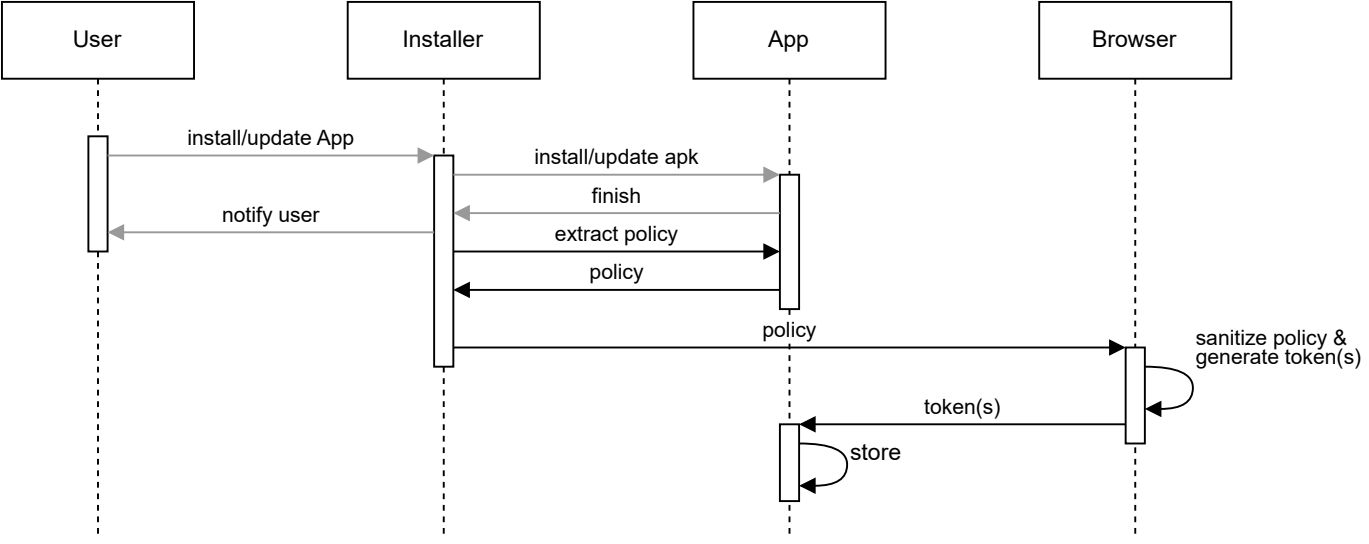 User
Installer
App
Browser
install/update App
install/update apk
finish
notify user
extract policy
policy
policy
sanitize policy &
generate token(s)
token(s)
store